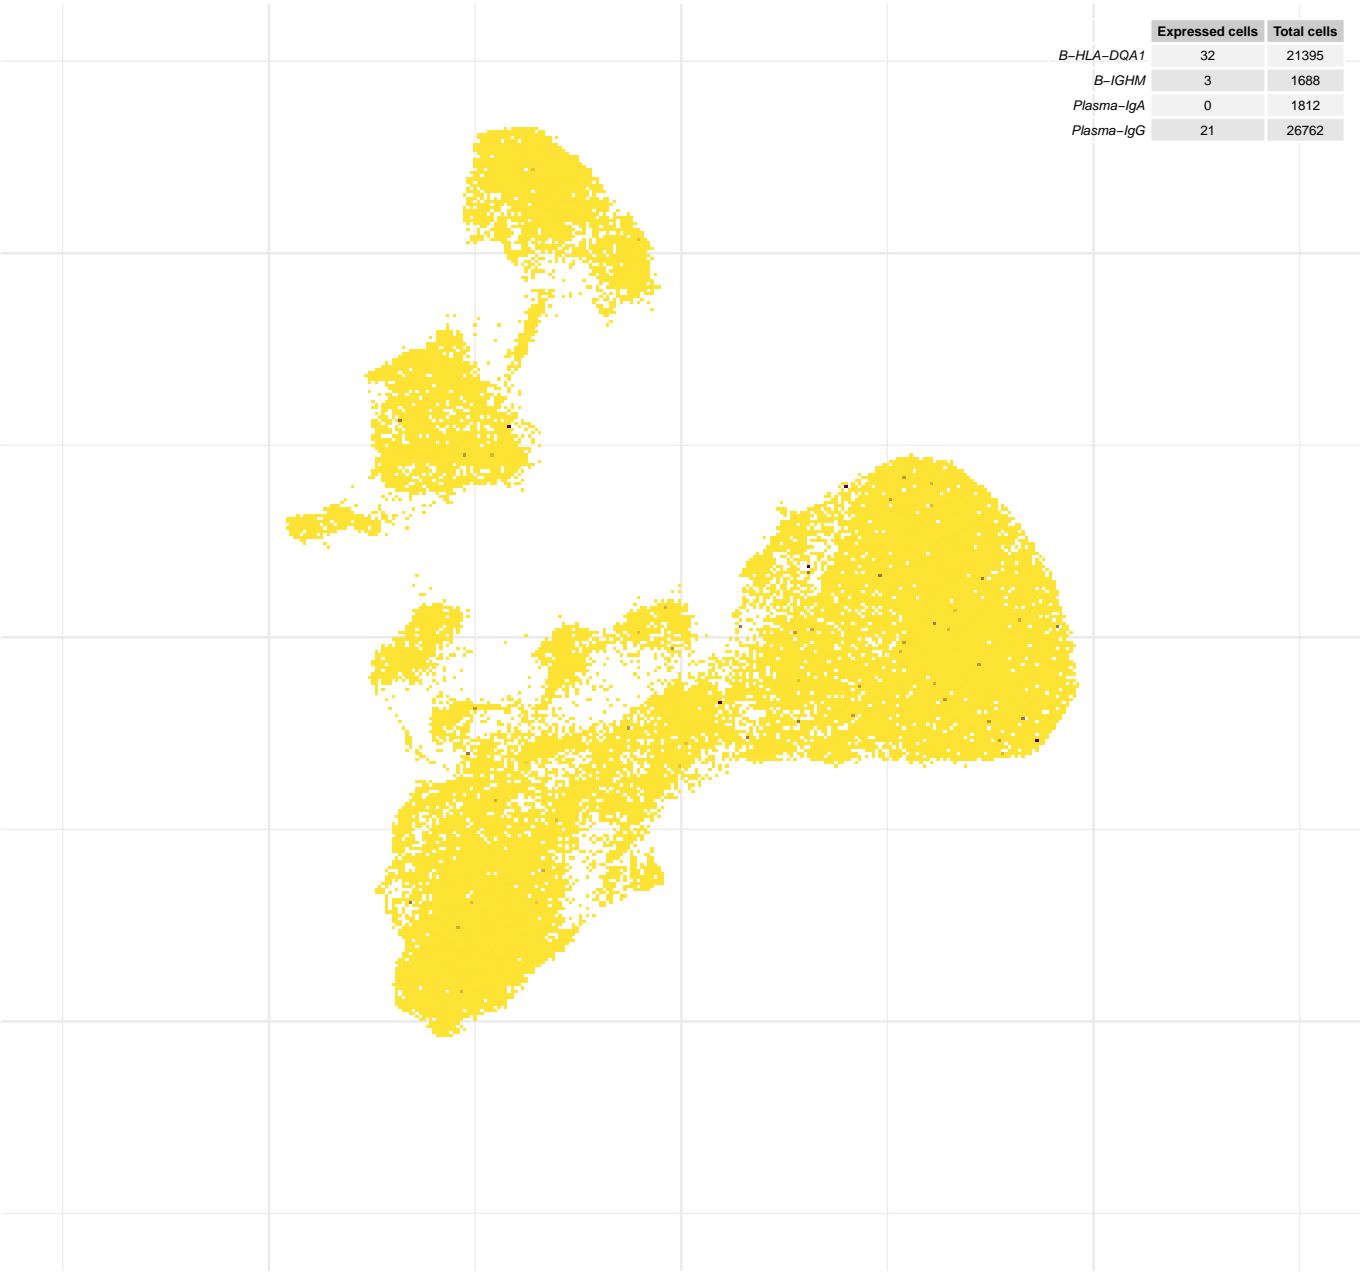 Expressed cells Total cells
B−HLA−DQA1 32 21395
B−IGHM 3 1688
Plasma−IgA 0 1812
Plasma−IgG 21 26762